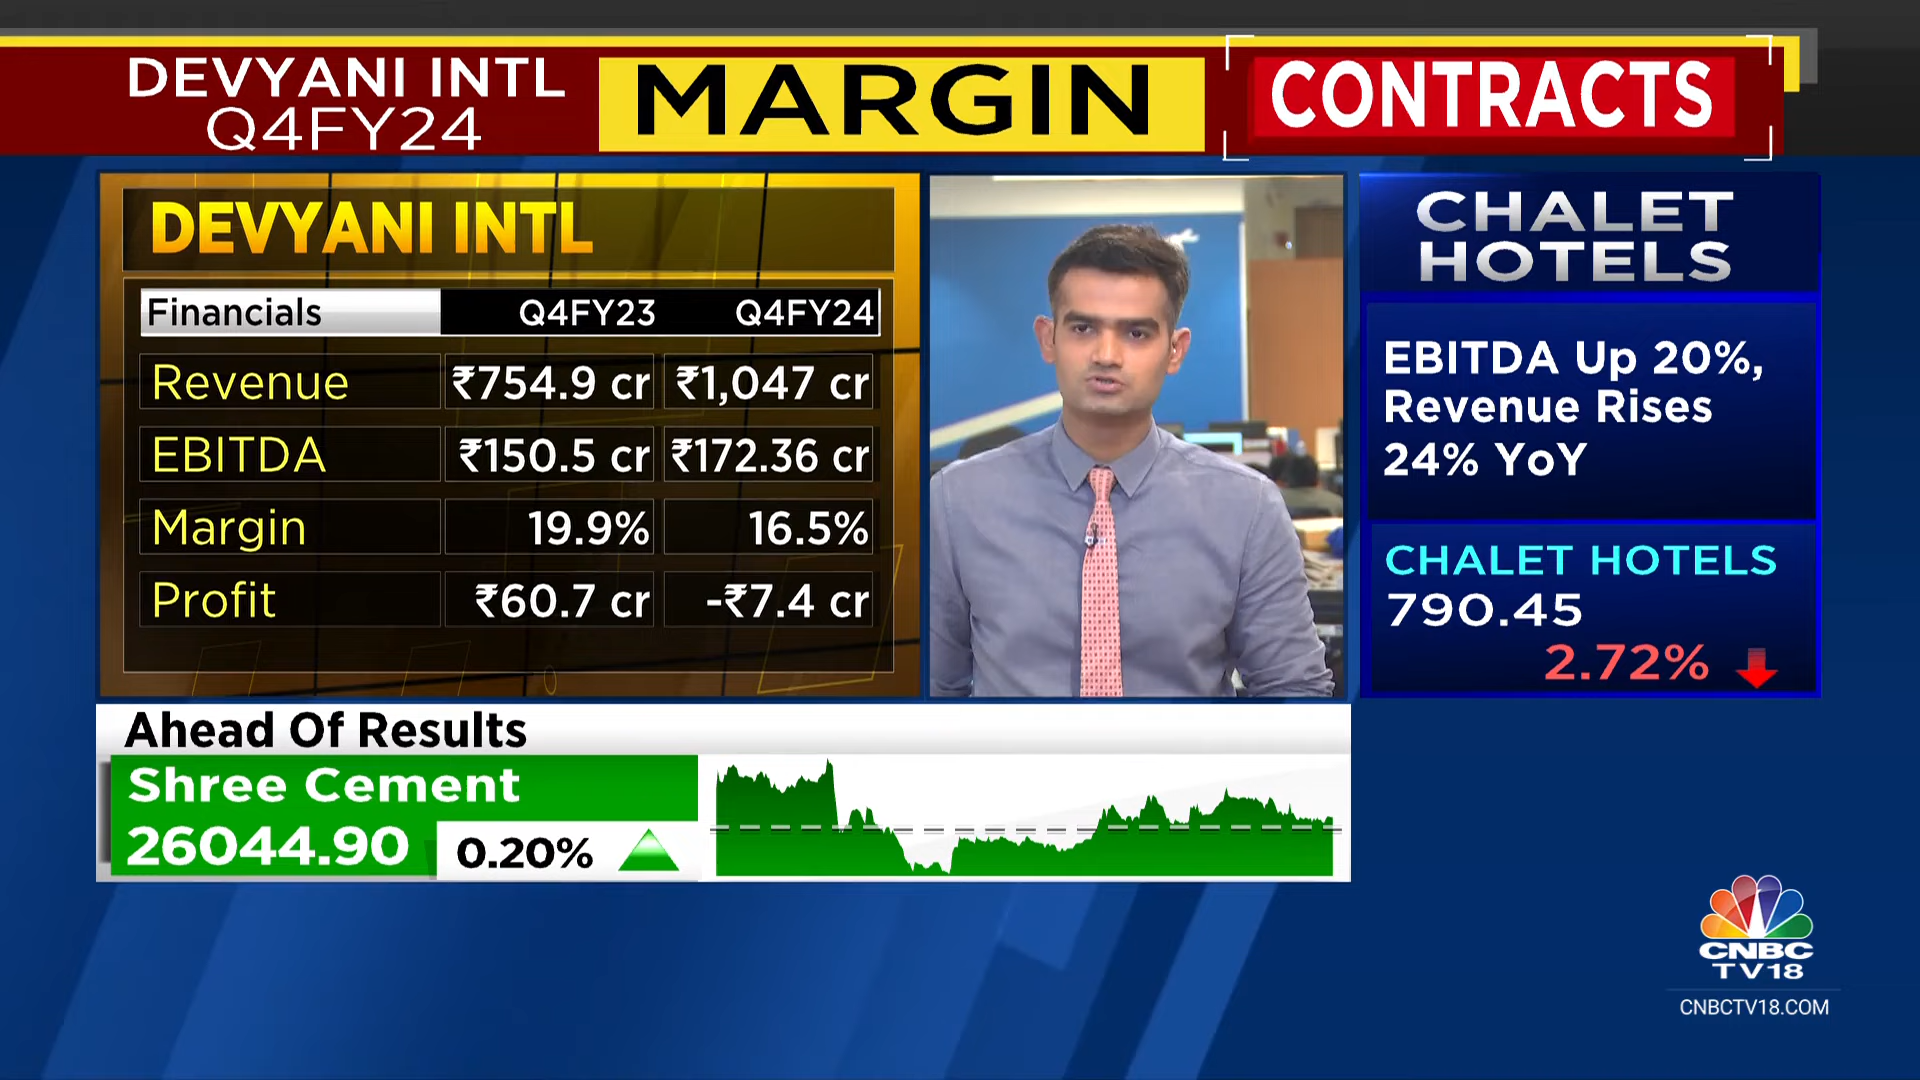 DEVYANI INTL
Q4FY24
MARGIN
CONTRACTS
DEVYANI INTL
Financials Q4FY23 Q4FY24
Revenue ₹754.9 cr ₹1,047 cr
EBITDA ₹150.5 cr ₹172.36 cr
Margin 19.9% 16.5%
Profit ₹60.7 cr -₹7.4 cr
CHALET
HOTELS
EBITDA Up 20%,
Revenue Rises
24% YoY
CHALET HOTELS
790.45
2.72%
Ahead Of Results
Shree Cement
26044.90
0.20%
CNBC
TV18
CNBCTV18.COM